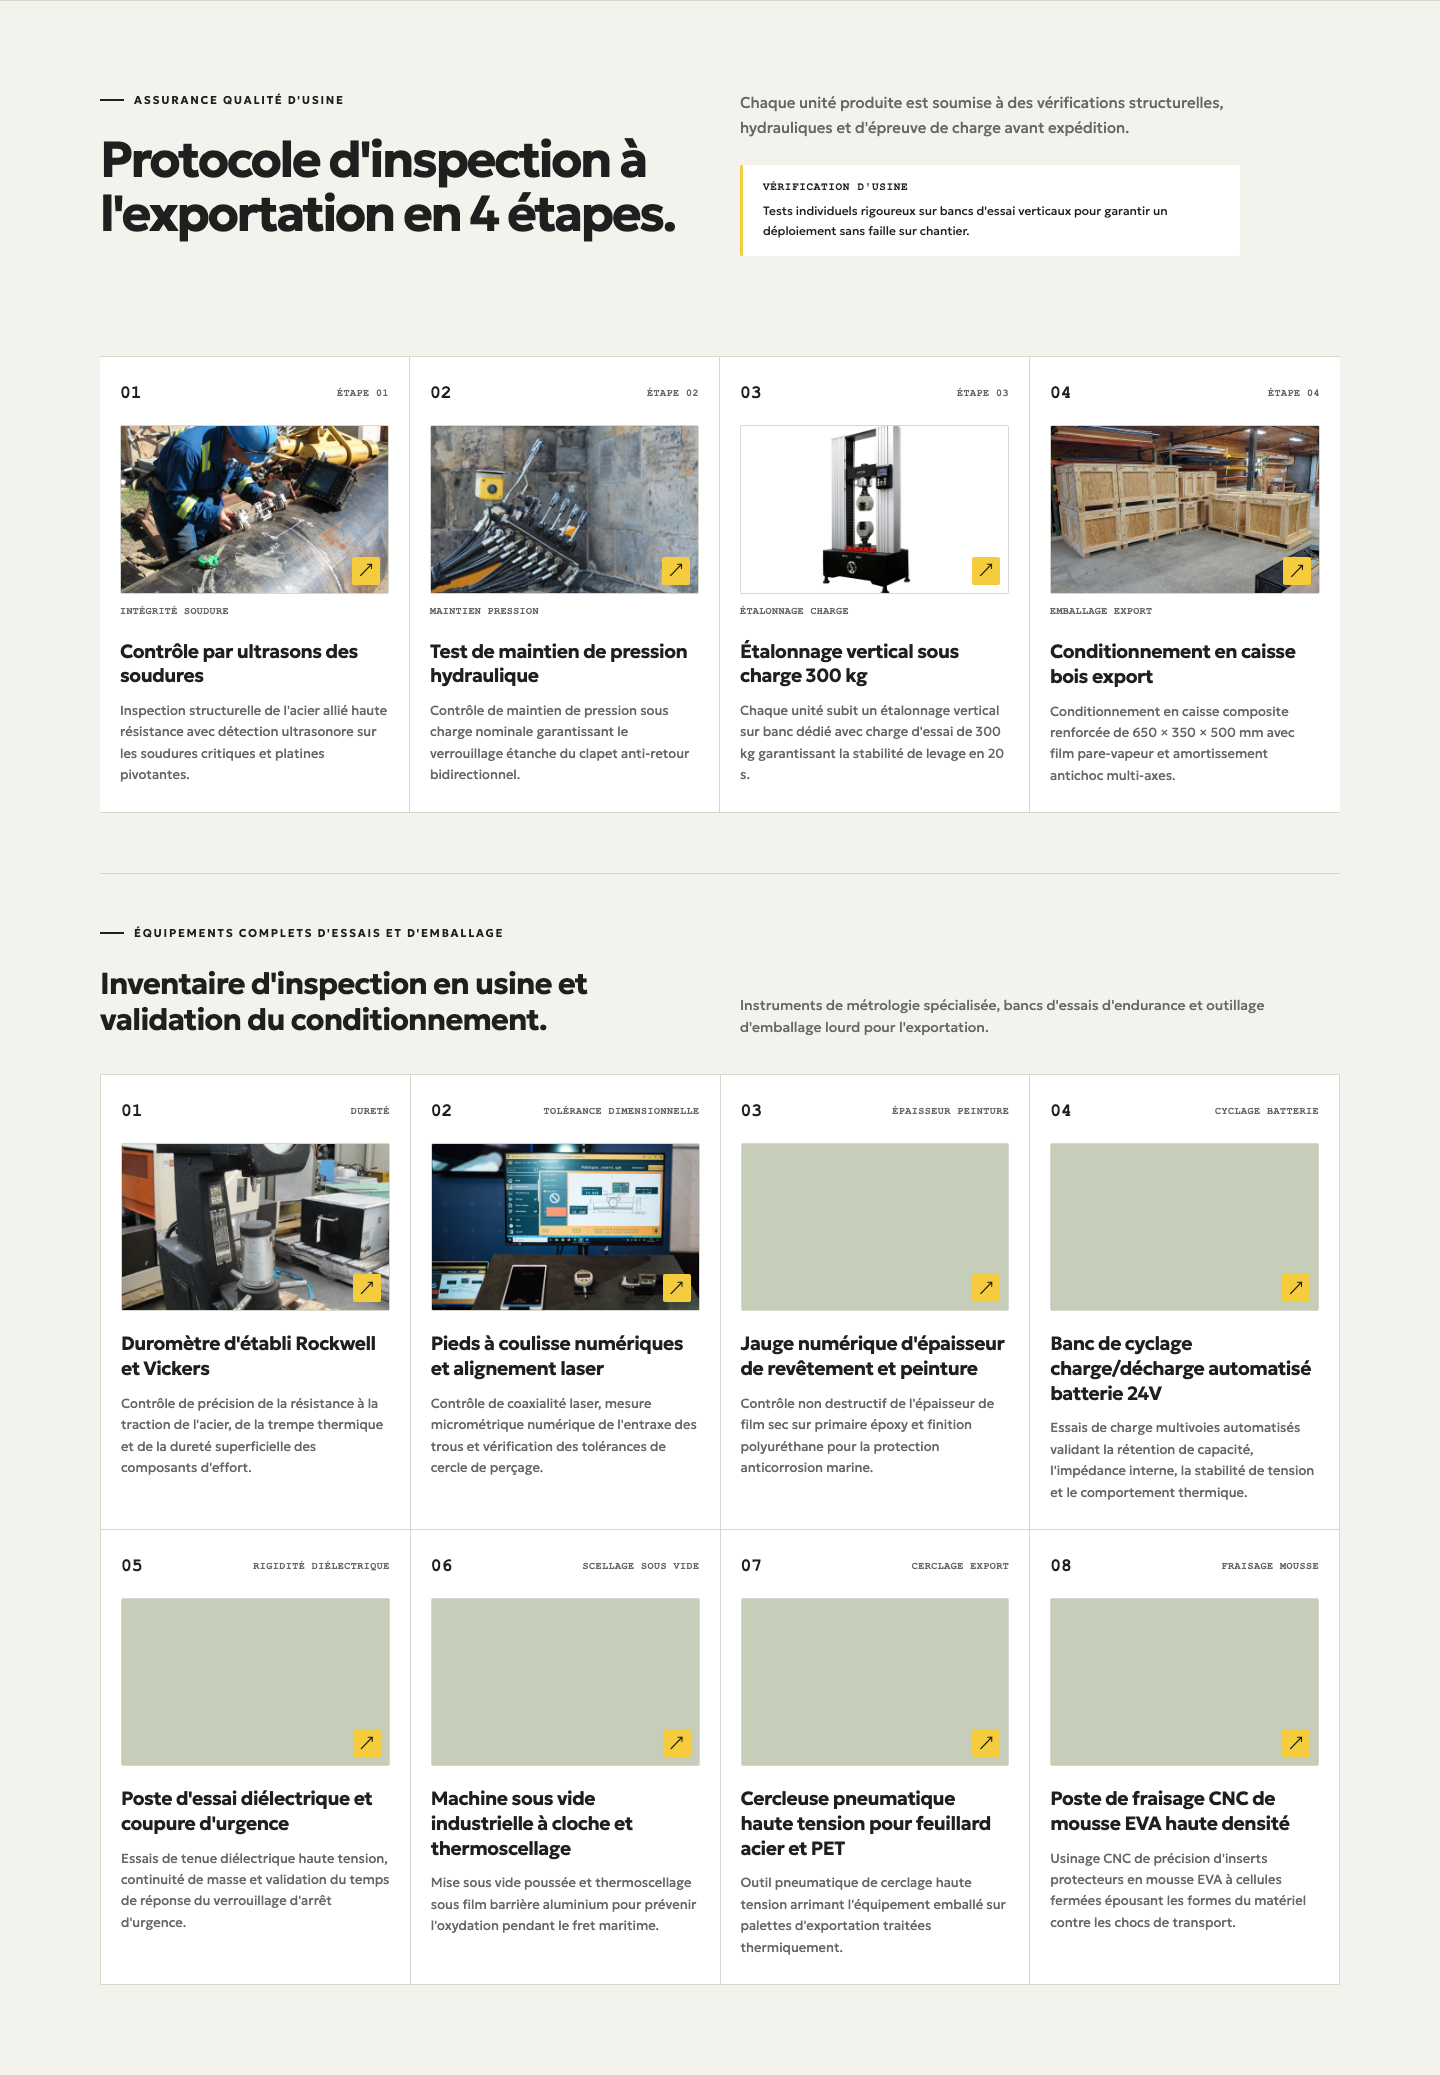 ASSURANCE QUALITÉ D'USINE
Protocole d'inspection à
l'exportation en 4 étapes.
Chaque unité produite est soumise à des vérifications structurelles,
hydrauliques et d'épreuve de charge avant expédition.
VÉRIFICATION D'USINE
Tests individuels rigoureux sur bancs d'essai verticaux pour garantir un
déploiement sans faille sur chantier.
01
ÉTAPE 01
INTÉGRITÉ SOUDURE
Contrôle par ultrasons des
soudures
Inspection structurelle de l'acier allié haute
résistance avec détection ultrasonore sur
les soudures critiques et platines
pivotantes.
02
ÉTAPE 02
MAINTIEN PRESSION
Test de maintien de pression
hydraulique
Contrôle de maintien de pression sous
charge nominale garantissant le
verrouillage étanche du clapet anti-retour
bidirectionnel.
03
ÉTAPE 03
ÉTALONNAGE CHARGE
Étalonnage vertical sous
charge 300 kg
Chaque unité subit un étalonnage vertical
sur banc dédié avec charge d'essai de 300
kg garantissant la stabilité de levage en 20
s.
04
ÉTAPE 04
EMBALLAGE EXPORT
Conditionnement en caisse
bois export
Conditionnement en caisse composite
renforcée de 650 × 350 × 500 mm avec
film pare-vapeur et amortissement
antichoc multi-axes.
ÉQUIPEMENTS COMPLETS D'ESSAIS ET D'EMBALLAGE
Inventaire d'inspection en usine et
validation du conditionnement.
Instruments de métrologie spécialisée, bancs d'essais d'endurance et outillage
d'emballage lourd pour l'exportation.
01
DURETÉ
Duromètre d'établi Rockwell
et Vickers
Contrôle de précision de la résistance à la
traction de l'acier, de la trempe thermique
et de la dureté superficielle des
composants d'effort.
02
TOLÉRANCE DIMENSIONNELLE
Pieds à coulisse numériques
et alignement laser
Contrôle de coaxialité laser, mesure
micrométrique numérique de l'entraxe des
trous et vérification des tolérances de
cercle de perçage.
03
ÉPAISSEUR PEINTURE
Jauge numérique d'épaisseur
de revêtement et peinture
Contrôle non destructif de l'épaisseur de
film sec sur primaire époxy et finition
polyuréthane pour la protection
anticorrosion marine.
04
CYCLAGE BATTERIE
Banc de cyclage
charge/décharge automatisé
batterie 24V
Essais de charge multivoies automatisés
validant la rétention de capacité,
l'impédance interne, la stabilité de tension
et le comportement thermique.
05
RIGIDITÉ DIÉLECTRIQUE
Poste d'essai diélectrique et
coupure d'urgence
Essais de tenue diélectrique haute tension,
continuité de masse et validation du temps
de réponse du verrouillage d'arrêt
d'urgence.
06
SCELLAGE SOUS VIDE
Machine sous vide
industrielle à cloche et
thermoscellage
Mise sous vide poussée et thermoscellage
sous film barrière aluminium pour prévenir
l'oxydation pendant le fret maritime.
07
CERCLAGE EXPORT
Cercleuse pneumatique
haute tension pour feuillard
acier et PET
Outil pneumatique de cerclage haute
tension arrimant l'équipement emballé sur
palettes d'exportation traitées
thermiquement.
08
FRAISAGE MOUSSE
Poste de fraisage CNC de
mousse EVA haute densité
Usinage CNC de précision d'inserts
protecteurs en mousse EVA à cellules
fermées épousant les formes du matériel
contre les chocs de transport.